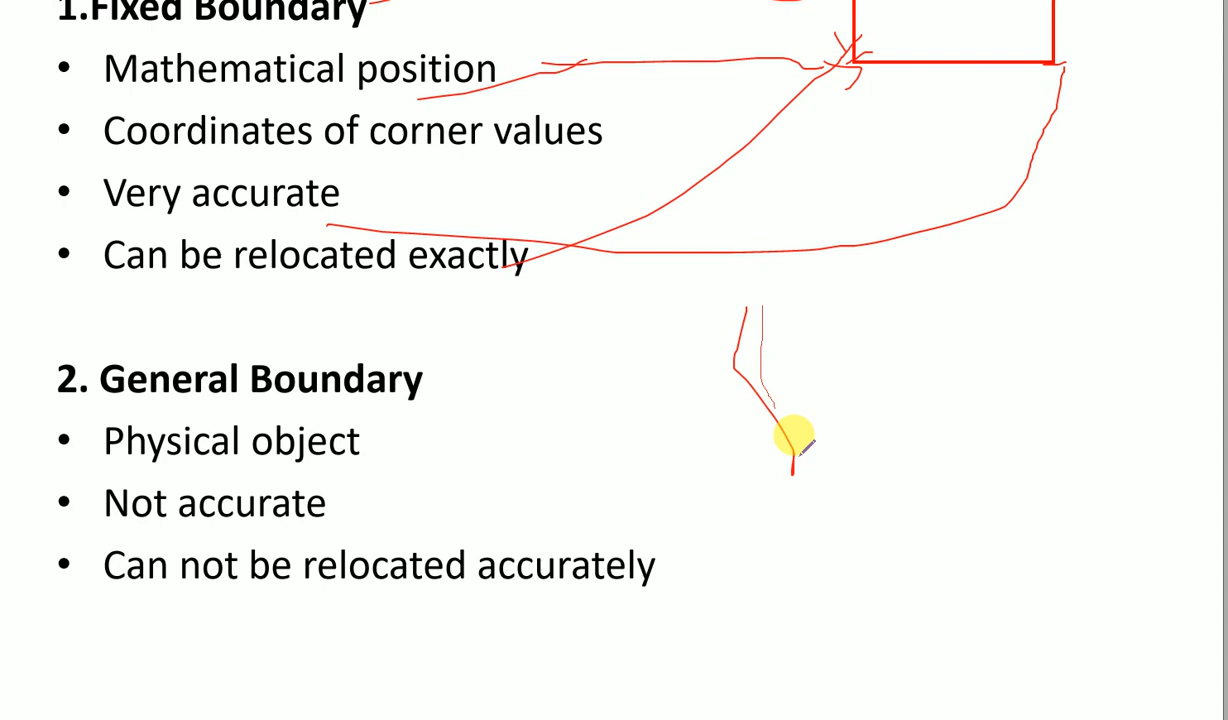 1.Fixed Boundary
• Mathematical position
• Coordinates of corner values
• Very accurate
• Can be relocated exactly
2. General Boundary
• Physical object
• Not accurate
• Can not be relocated accurately